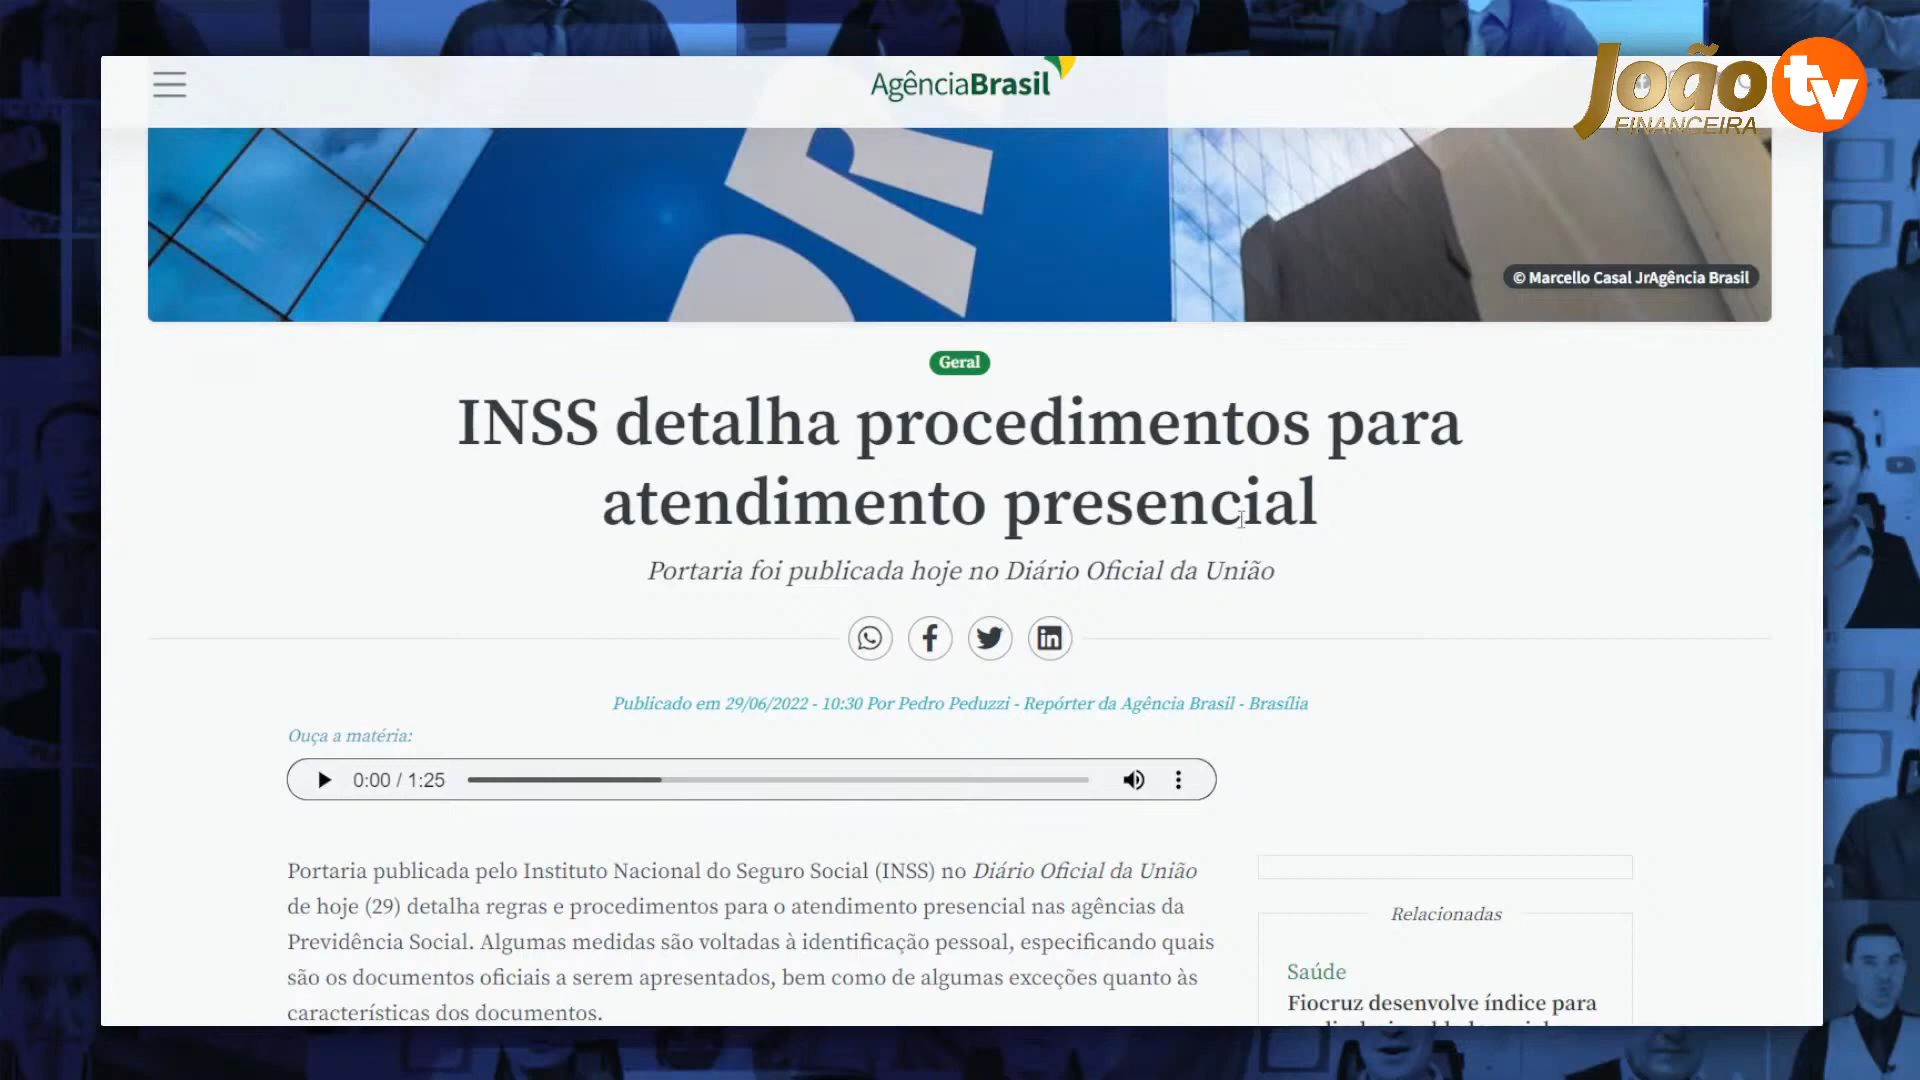 AgênciaBrasil
João
FINANCEIRA
tv
© Marcello Casal JrAgência Brasil
Geral
INSS detalha procedimentos para
atendimento presencial
Portaria foi publicada hoje no Diário Oficial da União
Publicado em 29/06/2022 - 10:30 Por Pedro Peduzzi - Repórter da Agência Brasil - Brasília
Ouça a matéria:
0:00 / 1:25
Portaria publicada pelo Instituto Nacional do Seguro Social (INSS) no Diário Oficial da União
de hoje (29) detalha regras e procedimentos para o atendimento presencial nas agências da
Previdência Social. Algumas medidas são voltadas à identificação pessoal, especificando quais
são os documentos oficiais a serem apresentados, bem como de algumas exceções quanto às
características dos documentos.
Relacionadas
Saúde
Fiocruz desenvolve índice para